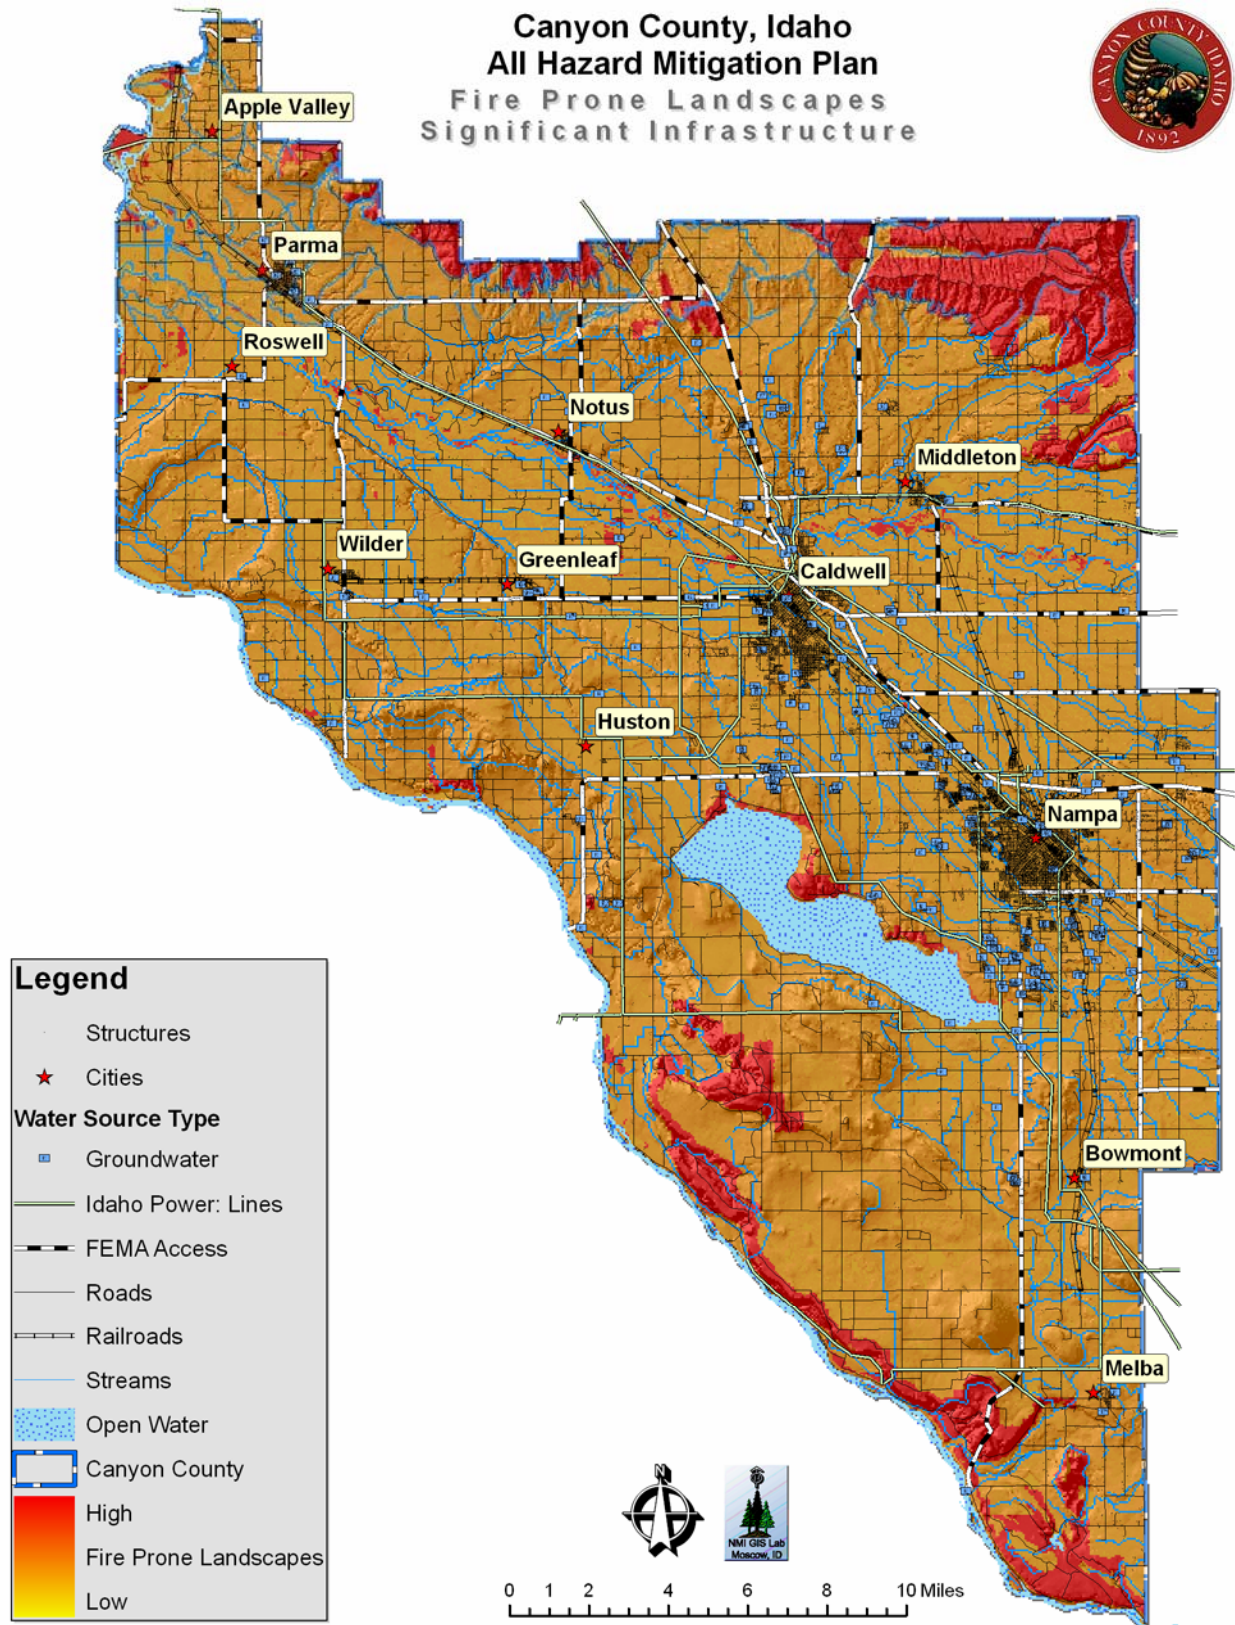 Canyon County, Idaho
All Hazard Mitigation Plan
Fire Prone Landscapes
Significant Infrastructure
CANYON COUNTY IDAHO
1892
Apple Valley
Parma
Roswell
Notus
Middleton
Wilder
Greenleaf
Caldwell
Huston
Nampa
Bowmont
Melba
Legend
Structures
Cities
Water Source Type
Groundwater
Idaho Power: Lines
FEMA Access
Roads
Railroads
Streams
Open Water
Canyon County
High
Fire Prone Landscapes
Low
N
NMI GIS Lab
Moscow, ID
0 1 2 4 6 8 10 Miles